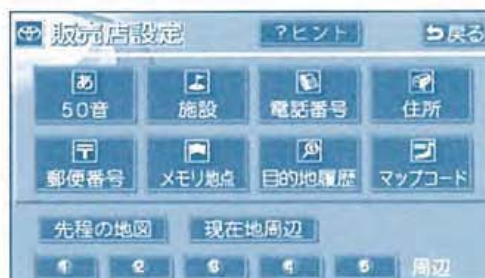 販売店設定 ?ヒント 戻る
あ
50音 施設 電話番号 住所
〒
郵便番号 メモリ地点 目的地履歴 マップコード
先程の地図 現在地周辺
1 2 3 4 5 周辺